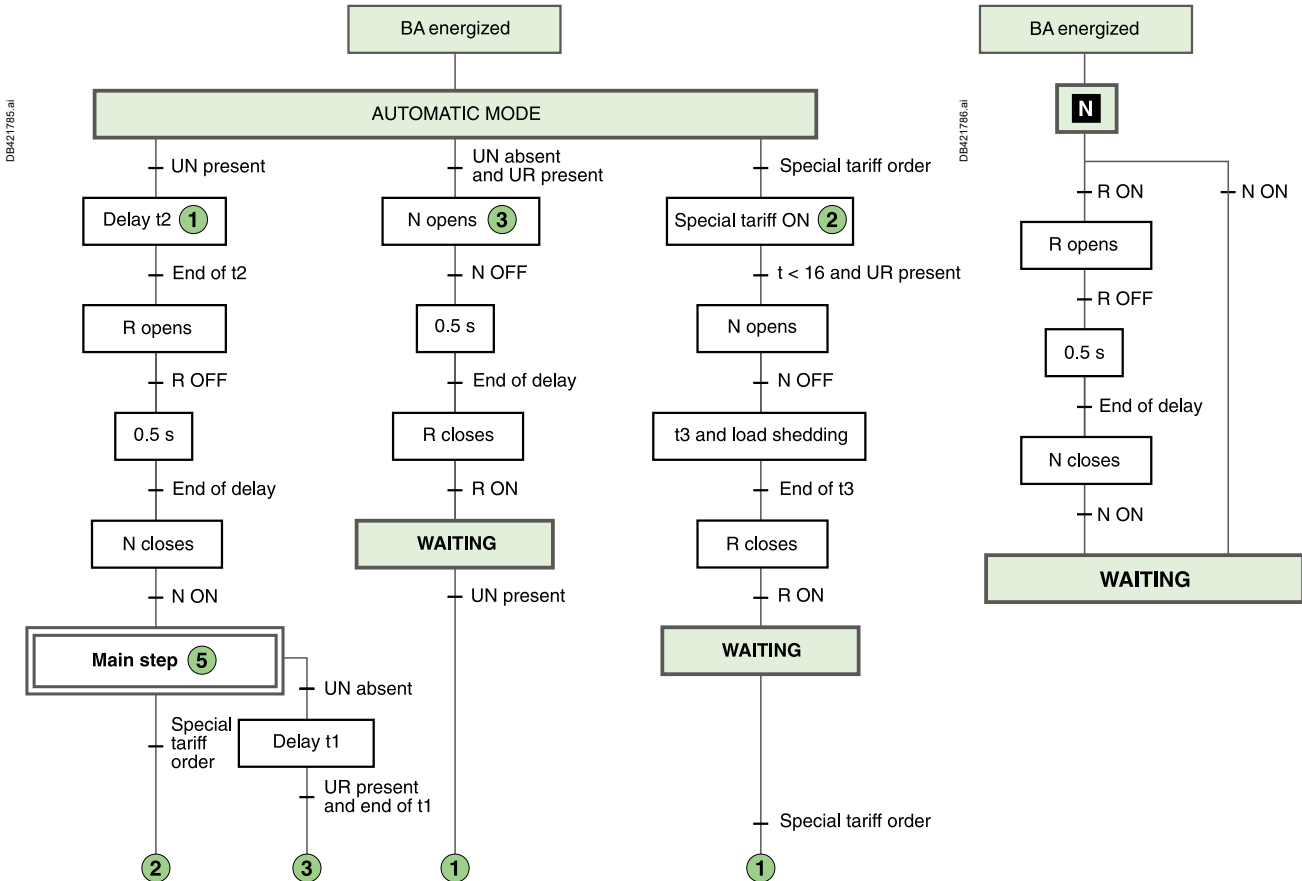 DB421785.ai
BA energized
AUTOMATIC MODE
UN present
Delay t2 1
End of t2
R opens
R OFF
0.5 s
End of delay
N closes
N ON
Main step 5
Special
tariff
order
2
UN absent
Delay t1
UR present
and end of t1
3
UN absent
and UR present
N opens 3
N OFF
0.5 s
End of delay
R closes
R ON
WAITING
UN present
1
Special tariff order
Special tariff ON 2
t < 16 and UR present
N opens
N OFF
t3 and load shedding
End of t3
R closes
R ON
WAITING
Special tariff order
1
DB421786.ai
BA energized
N
R ON
R opens
R OFF
0.5 s
End of delay
N closes
N ON
N ON
WAITING